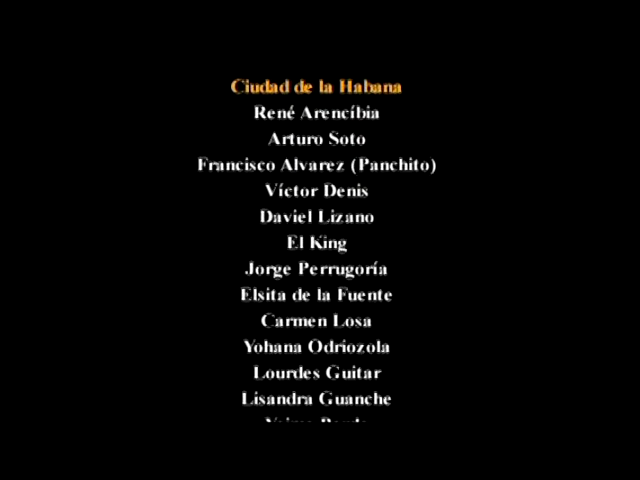 Ciudad de la Habana
René Arencíbia
Arturo Soto
Francisco Alvarez (Panchito)
Víctor Denis
Daviel Lizano
El King
Jorge Perrugoría
Elsita de la Fuente
Carmen Losa
Yohana Odriozola
Lourdes Guitar
Lisandra Guanche